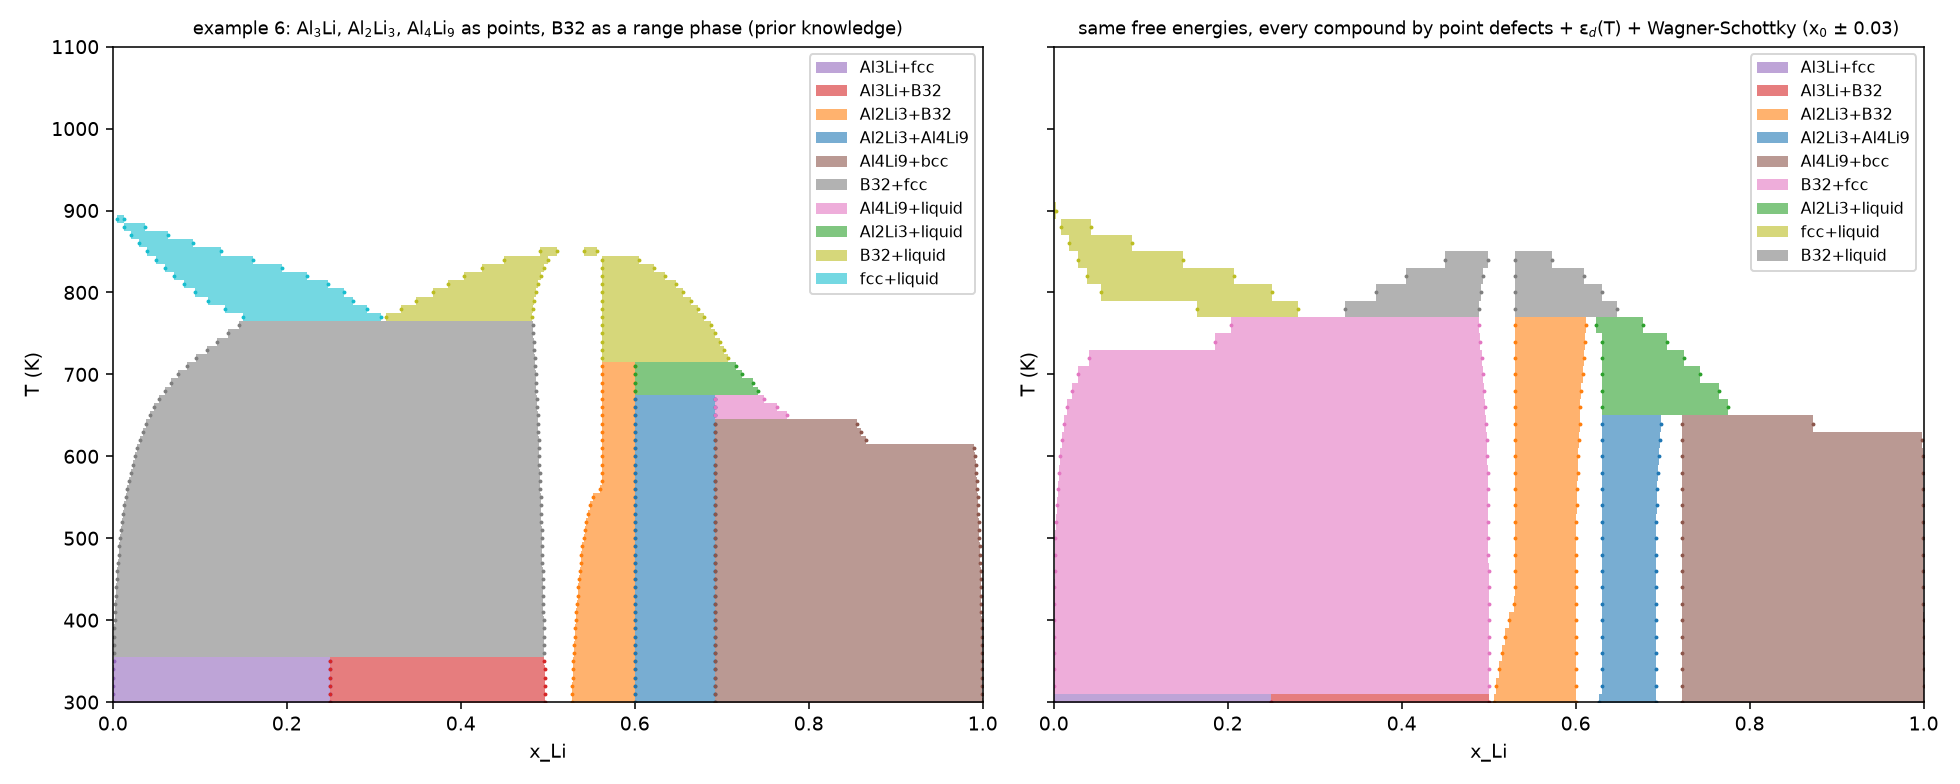 example 6: Al₃Li, Al₂Li₃, Al₄Li₉ as points, B32 as a range phase (prior knowledge)
1100
1000
900
800
700
600
500
400
300
T (K)
0.0
0.2
0.4
0.6
0.8
1.0
x_Li
Al3Li+fcc
Al3Li+B32
Al2Li3+B32
Al2Li3+Al4Li9
Al4Li9+bcc
B32+fcc
Al4Li9+liquid
Al2Li3+liquid
B32+liquid
fcc+liquid
same free energies, every compound by point defects + ε_d(T) + Wagner-Schottky (x₀ ± 0.03)
T (K)
0.0
0.2
0.4
0.6
0.8
1.0
x_Li
Al3Li+fcc
Al3Li+B32
Al2Li3+B32
Al2Li3+Al4Li9
Al4Li9+bcc
B32+fcc
Al2Li3+liquid
fcc+liquid
B32+liquid